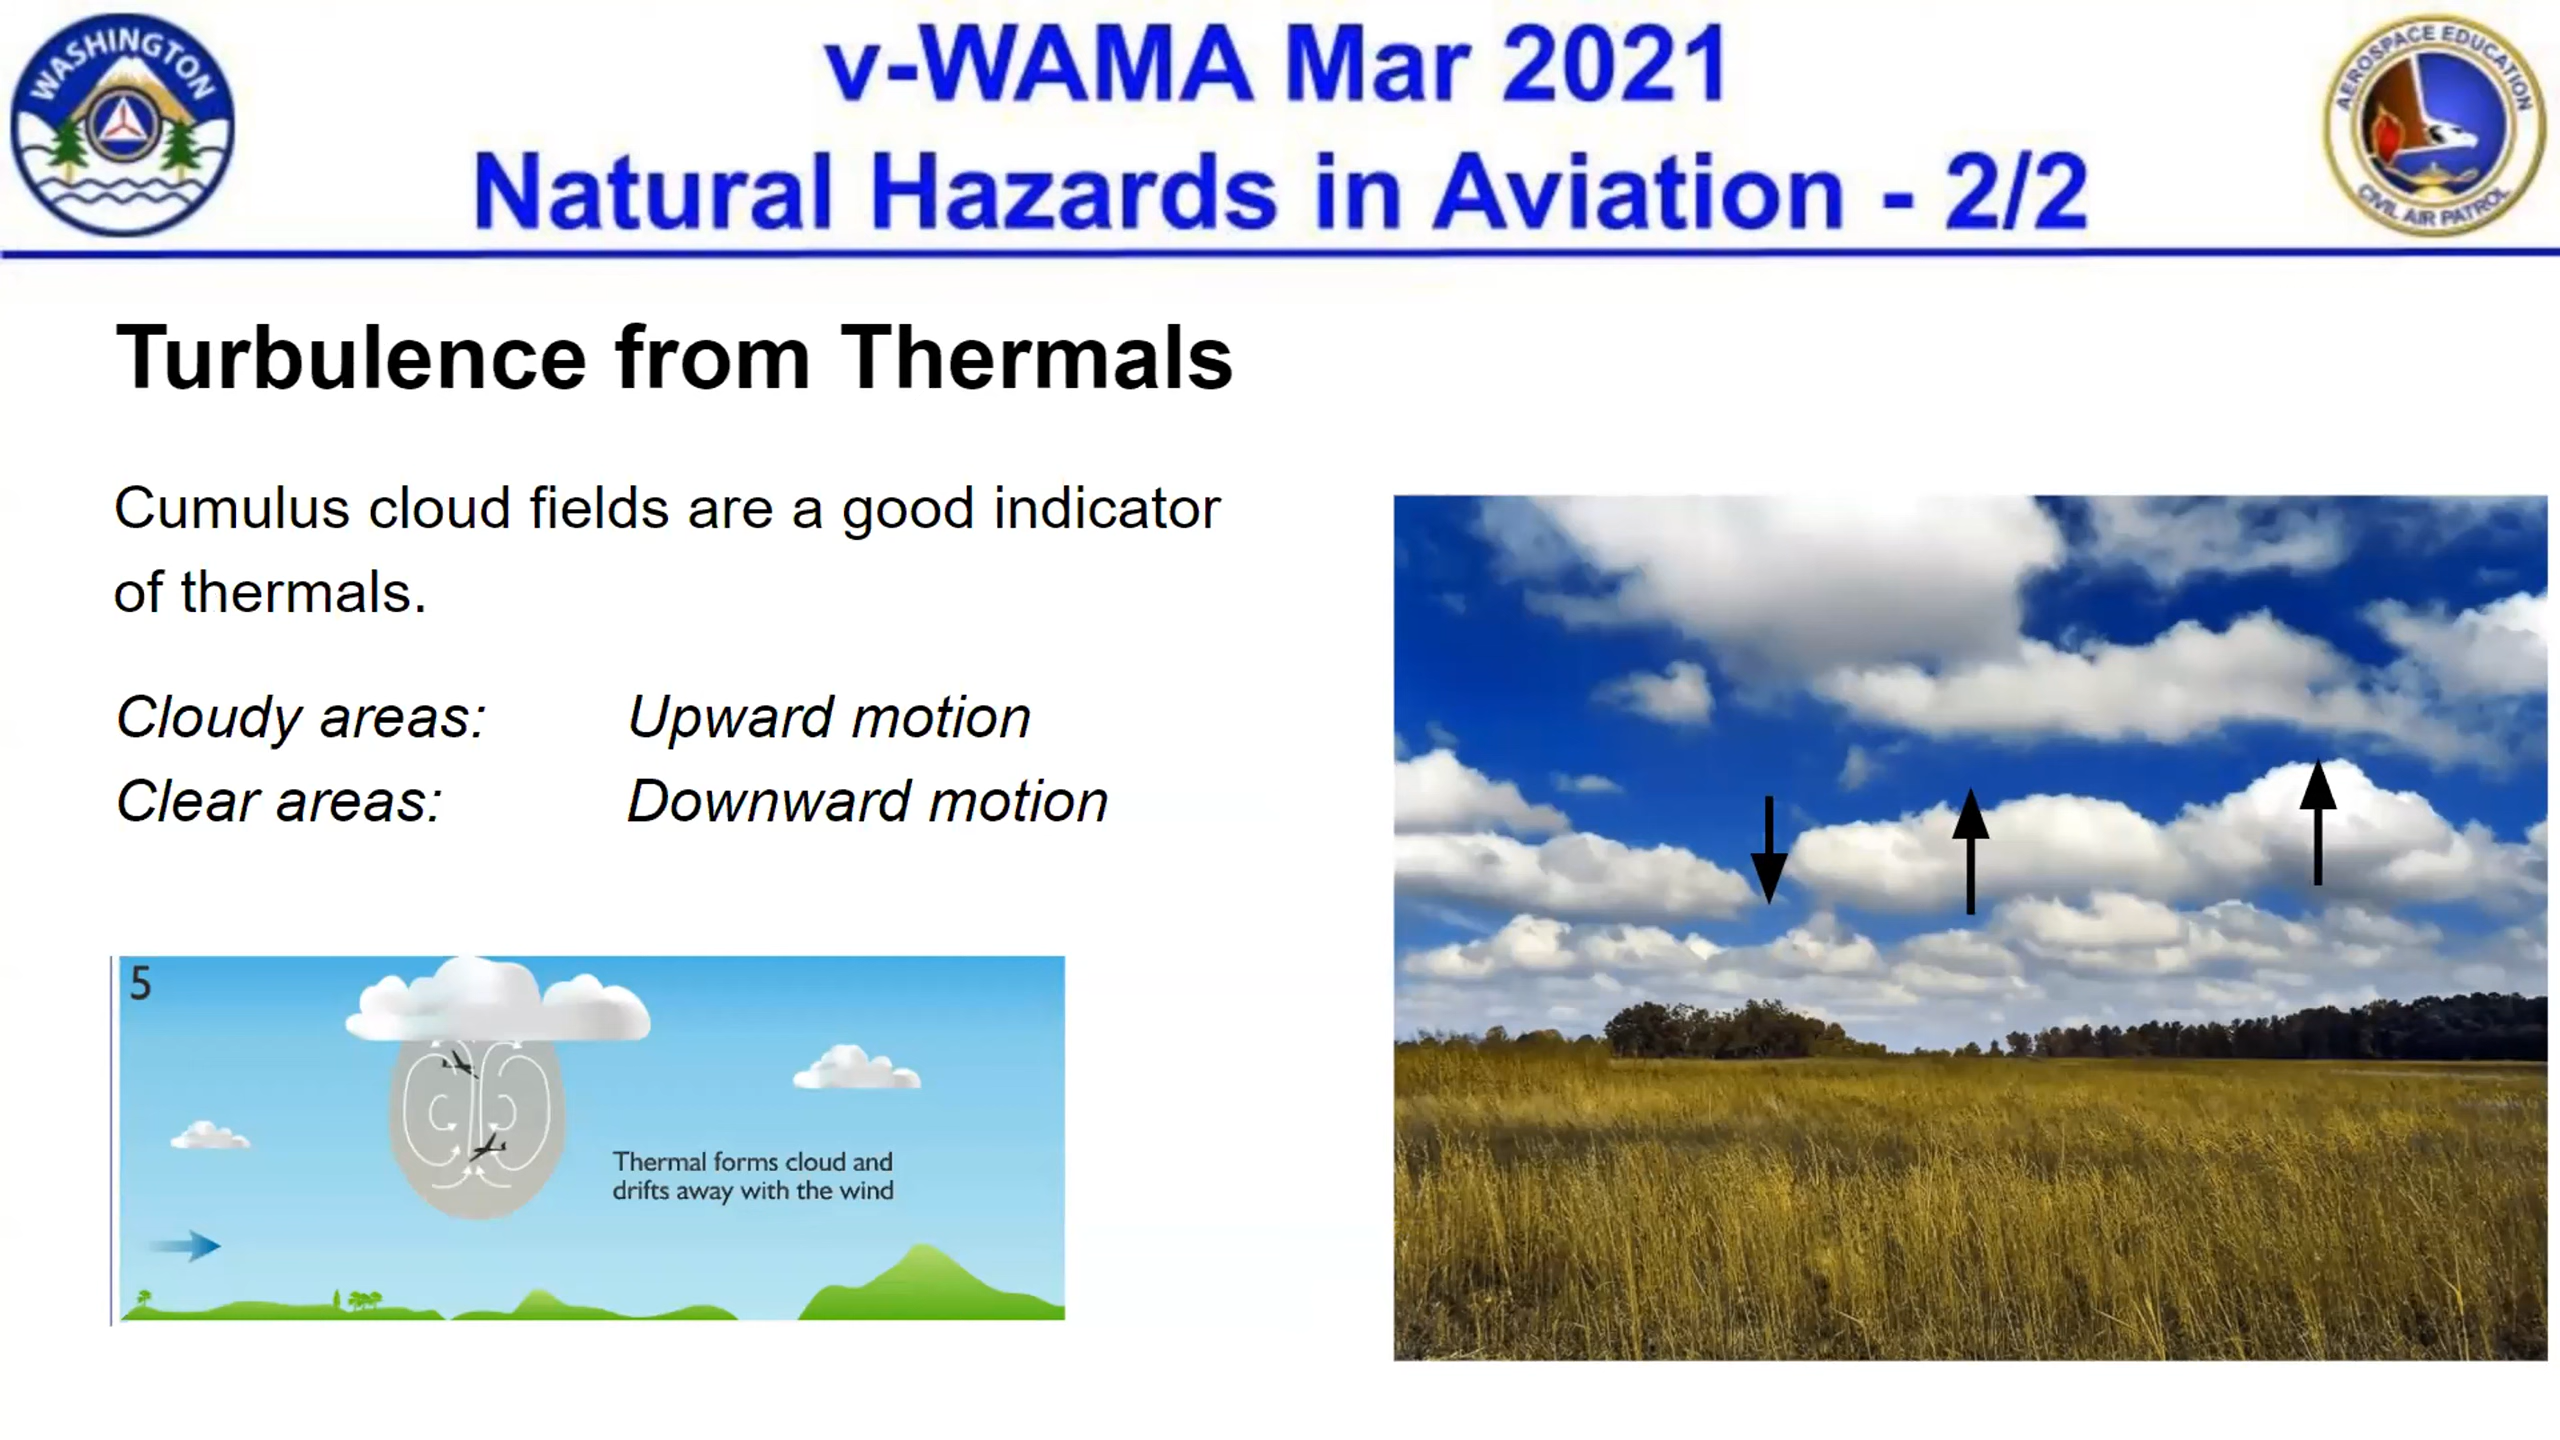 WASHINGTON
v-WAMA Mar 2021
Natural Hazards in Aviation - 2/2
AEROSPACE EDUCATION
CIVIL AIR PATROL
Turbulence from Thermals
Cumulus cloud fields are a good indicator
of thermals.
Cloudy areas: Upward motion
Clear areas: Downward motion
5
Thermal forms cloud and
drifts away with the wind